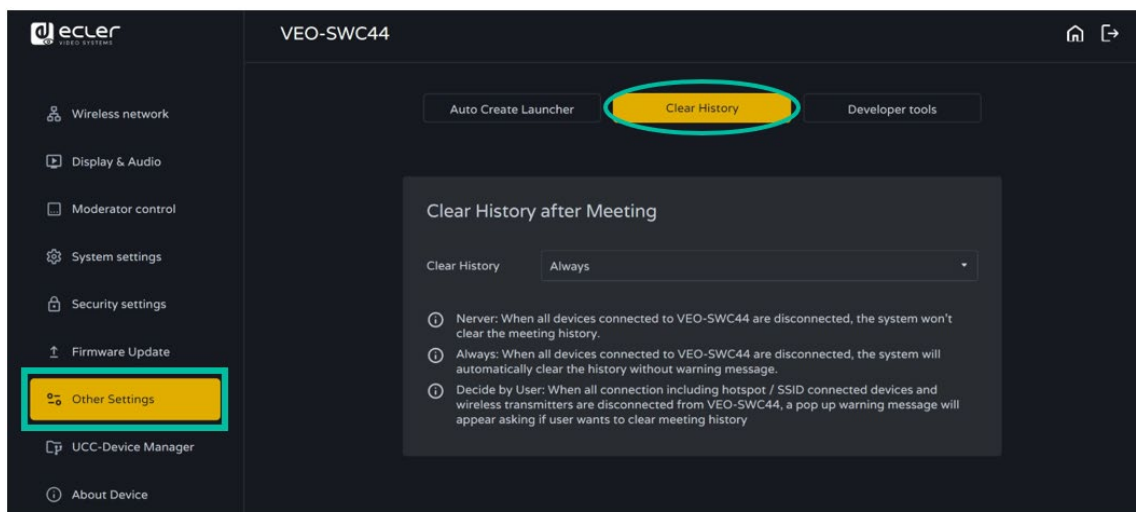 ecler
VIDEO SYSTEMS
VEO-SWC44
Wireless network
Display & Audio
Moderator control
System settings
Security settings
Firmware Update
Other Settings
UCC-Device Manager
About Device
Auto Create Launcher
Clear History
Developer tools
Clear History after Meeting
Clear History
Always
Nerver: When all devices connected to VEO-SWC44 are disconnected, the system won't
clear the meeting history.
Always: When all devices connected to VEO-SWC44 are disconnected, the system will
automatically clear the history without warning message.
Decide by User: When all connection including hotspot / SSID connected devices and
wireless transmitters are disconnected from VEO-SWC44, a pop up warning message will
appear asking if user wants to clear meeting history